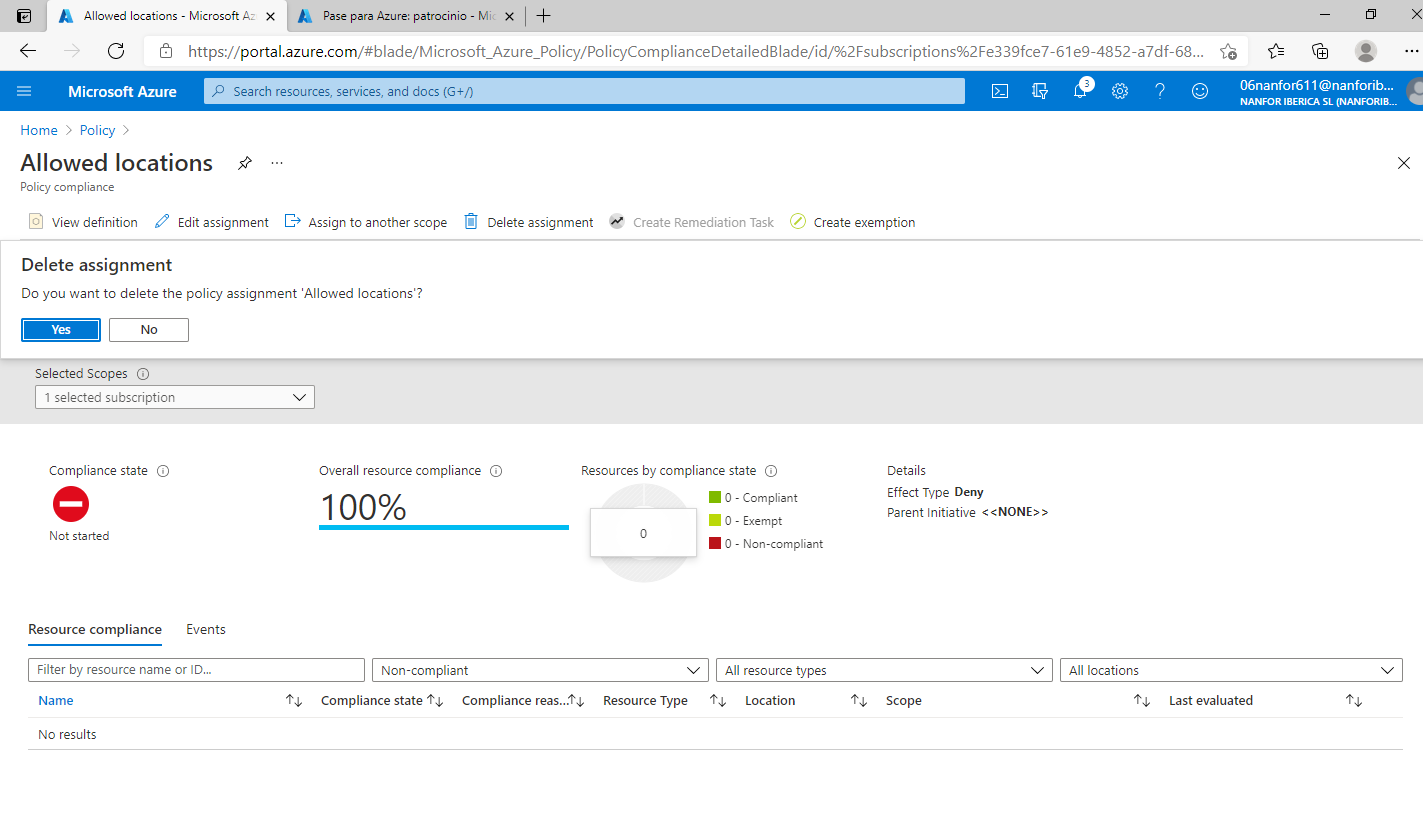 Allowed locations - Microsoft Az
Pase para Azure: patrocinio - Mic
https://portal.azure.com/#blade/Microsoft_Azure_Policy/PolicyComplianceDetailedBlade/id/%2Fsubscriptions%2Fe339fce7-61e9-4852-a7df-68...
Microsoft Azure
Search resources, services, and docs (G+/)
3
06nanfor611@nanforib...
NANFOR IBERICA SL (NANFORIB...
Home > Policy >
Allowed locations
Policy compliance
View definition
Edit assignment
Assign to another scope
Delete assignment
Create Remediation Task
Create exemption
Delete assignment
Do you want to delete the policy assignment 'Allowed locations'?
Yes
No
Selected Scopes
1 selected subscription
Compliance state
Not started
Overall resource compliance
100%
Resources by compliance state
0
0 - Compliant
0 - Exempt
0 - Non-compliant
Details
Effect Type Deny
Parent Initiative <<NONE>>
Resource compliance
Events
Filter by resource name or ID...
Non-compliant
All resource types
All locations
Name
Compliance state
Compliance reas...
Resource Type
Location
Scope
Last evaluated
No results